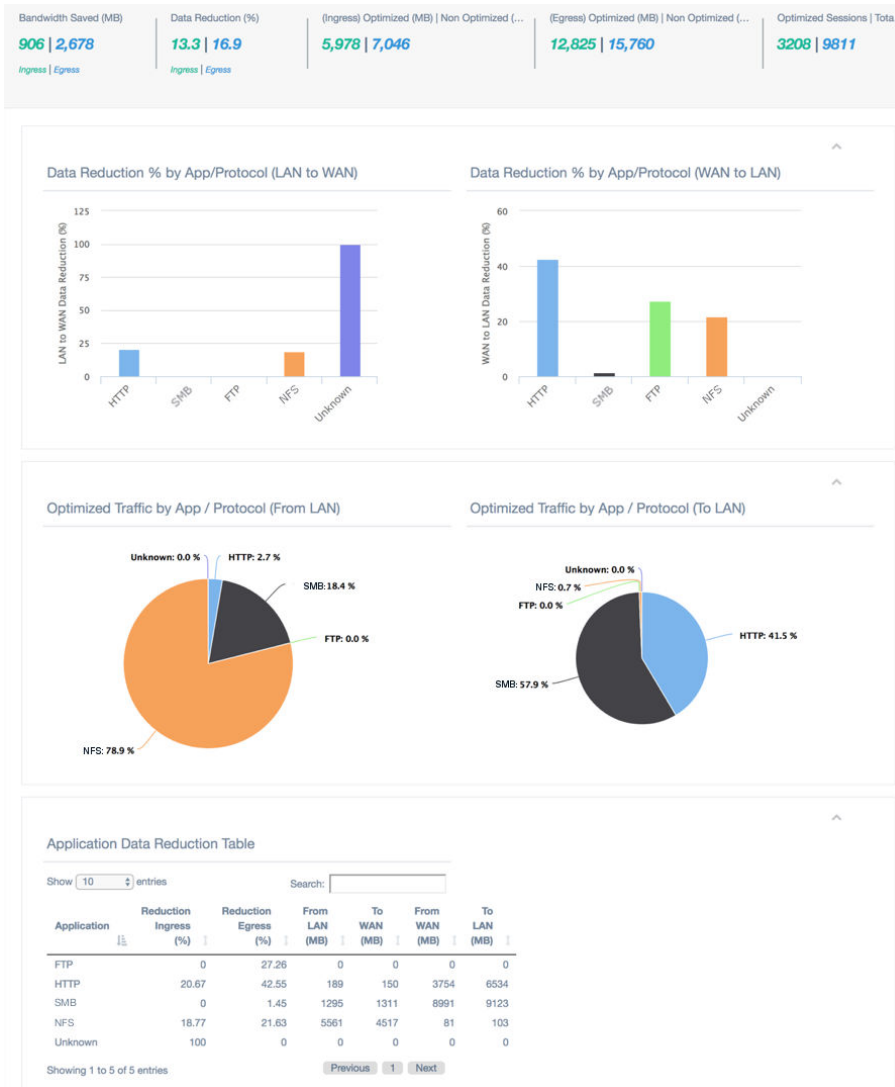 Bandwidth Saved (MB)
906 | 2,678
Ingress | Egress
Data Reduction (%)
13.3 | 16.9
Ingress | Egress
(Ingress) Optimized (MB) | Non Optimized (...
5,978 | 7,046
(Egress) Optimized (MB) | Non Optimized (...
12,825 | 15,760
Optimized Sessions | Tota
3208 | 9811
Data Reduction % by App/Protocol (LAN to WAN)
LAN to WAN Data Reduction (%)
125
100
75
50
25
0
HTTP
SMB
FTP
NFS
Unknown
Data Reduction % by App/Protocol (WAN to LAN)
WAN to LAN Data Reduction (%)
60
40
20
0
HTTP
SMB
FTP
NFS
Unknown
Optimized Traffic by App / Protocol (From LAN)
Unknown: 0.0 %
HTTP: 2.7 %
SMB: 18.4 %
FTP: 0.0 %
NFS: 78.9 %
Optimized Traffic by App / Protocol (To LAN)
Unknown: 0.0 %
NFS: 0.7 %
FTP: 0.0 %
HTTP: 41.5 %
SMB: 57.9 %
Application Data Reduction Table
Show 10 entries
Search:
Application Reduction Ingress (%) Reduction Egress (%) From LAN (MB) To WAN (MB) From WAN (MB) To LAN (MB)
FTP 0 27.26 0 0 0 0
HTTP 20.67 42.55 189 150 3754 6534
SMB 0 1.45 1295 1311 8991 9123
NFS 18.77 21.63 5561 4517 81 103
Unknown 100 0 0 0 0 0
Showing 1 to 5 of 5 entries
Previous 1 Next